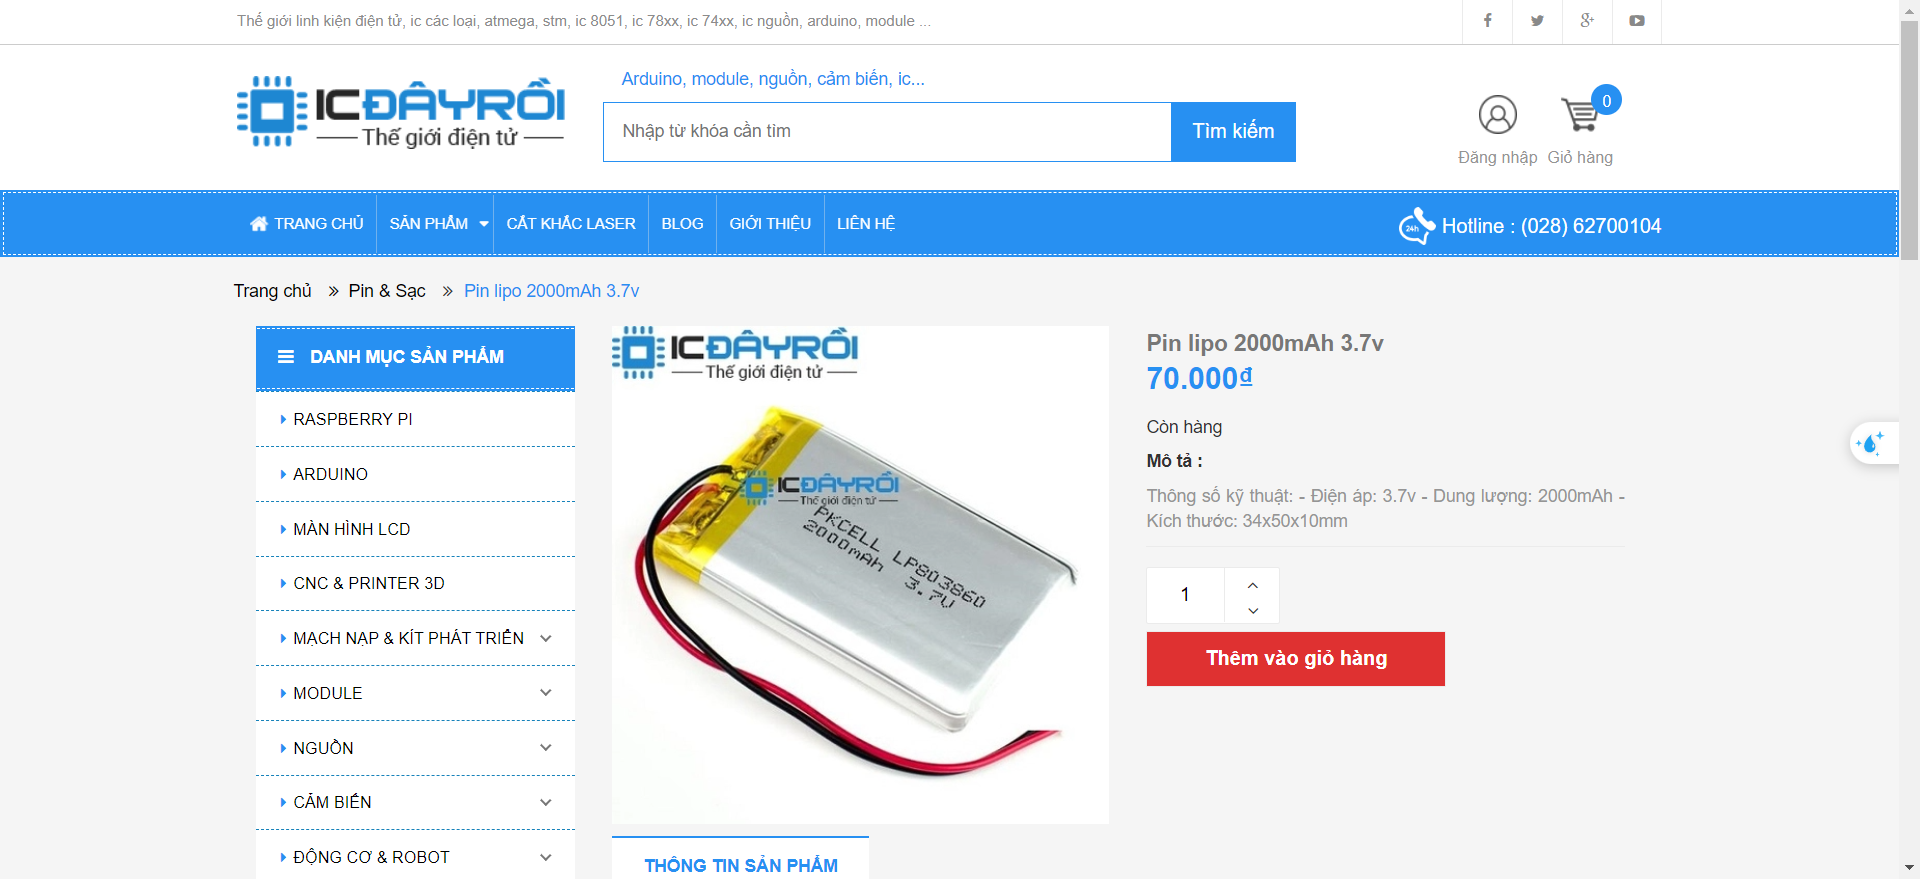 Thế giới linh kiện điện tử, ic các loại, atmega, stm, ic 8051, ic 78xx, ic 74xx, ic nguồn, arduino, module ...
ICĐÂYRỒI
Thế giới điện tử
Arduino, module, nguồn, cảm biến, ic...
Nhập từ khóa cần tìm
Tìm kiếm
Đăng nhập
0
Giỏ hàng
TRANG CHỦ
SẢN PHẨM
CẮT KHẮC LASER
BLOG
GIỚI THIỆU
LIÊN HỆ
24h
Hotline : (028) 62700104
Trang chủ » Pin & Sạc » Pin lipo 2000mAh 3.7v
DANH MỤC SẢN PHẨM
RASPBERRY PI
ARDUINO
MÀN HÌNH LCD
CNC & PRINTER 3D
MẠCH NẠP & KÍT PHÁT TRIỂN
MODULE
NGUỒN
CẢM BIẾN
ĐỘNG CƠ & ROBOT
ICĐÂYRỒI
Thế giới điện tử
ICĐÂYRỒI
Thế giới điện tử
PKCELL LP803860
2000mAh 3.7V
THÔNG TIN SẢN PHẨM
Pin lipo 2000mAh 3.7v
70.000₫
Còn hàng
Mô tả :
Thông số kỹ thuật: - Điện áp: 3.7v - Dung lượng: 2000mAh -
Kích thước: 34x50x10mm
1
Thêm vào giỏ hàng